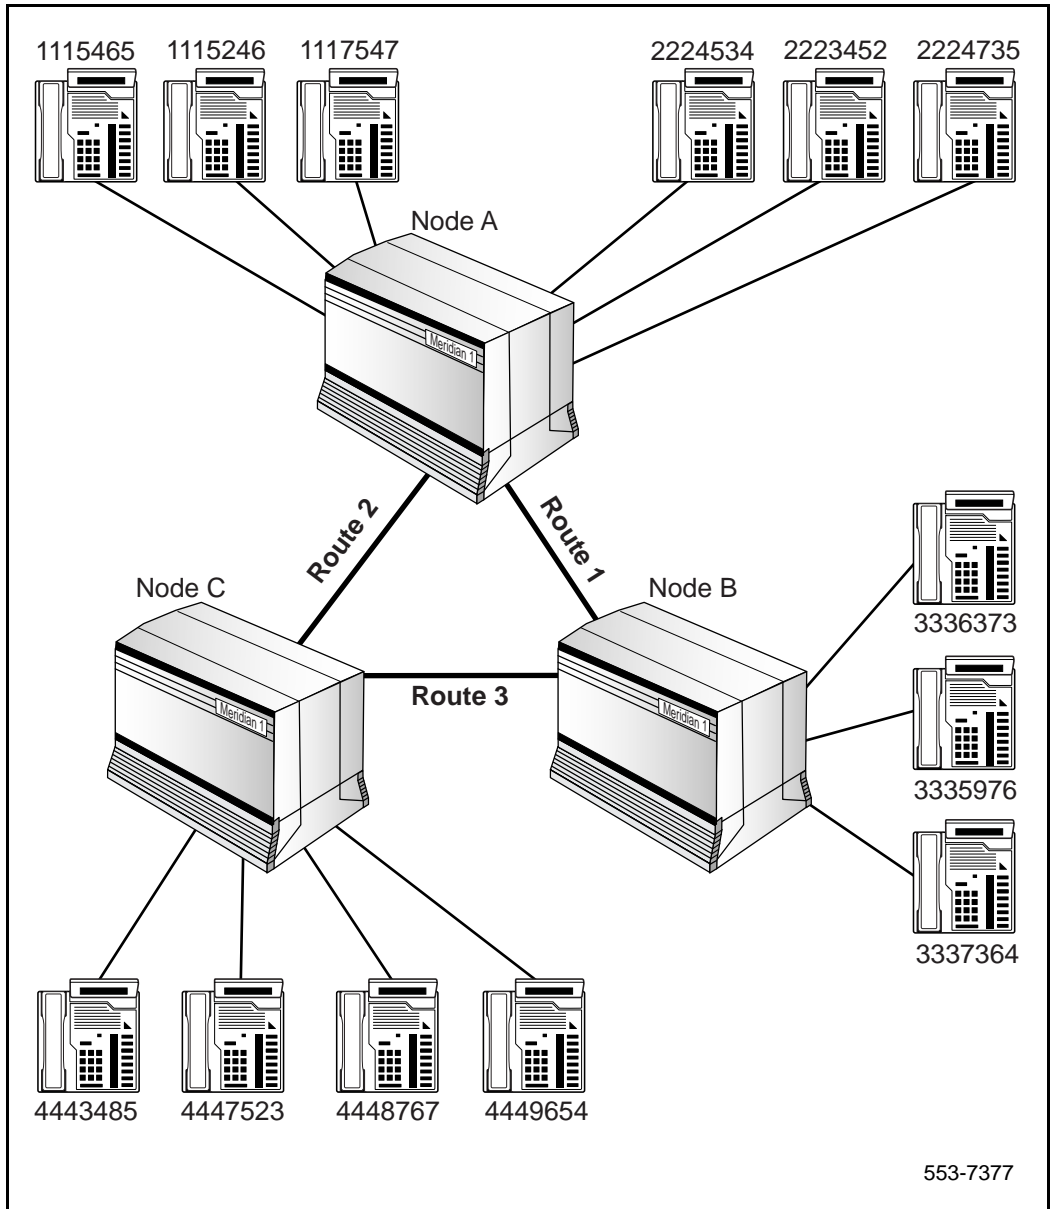 1115465 1115246 1117547 2224534 2223452 2224735
Node A
Meridian 1
Route 2
Route 1
Node C
Node B
3336373
Route 3
Meridian 1
Meridian 1
3335976
3337364
4443485 4447523 4448767 4449654
553-7377